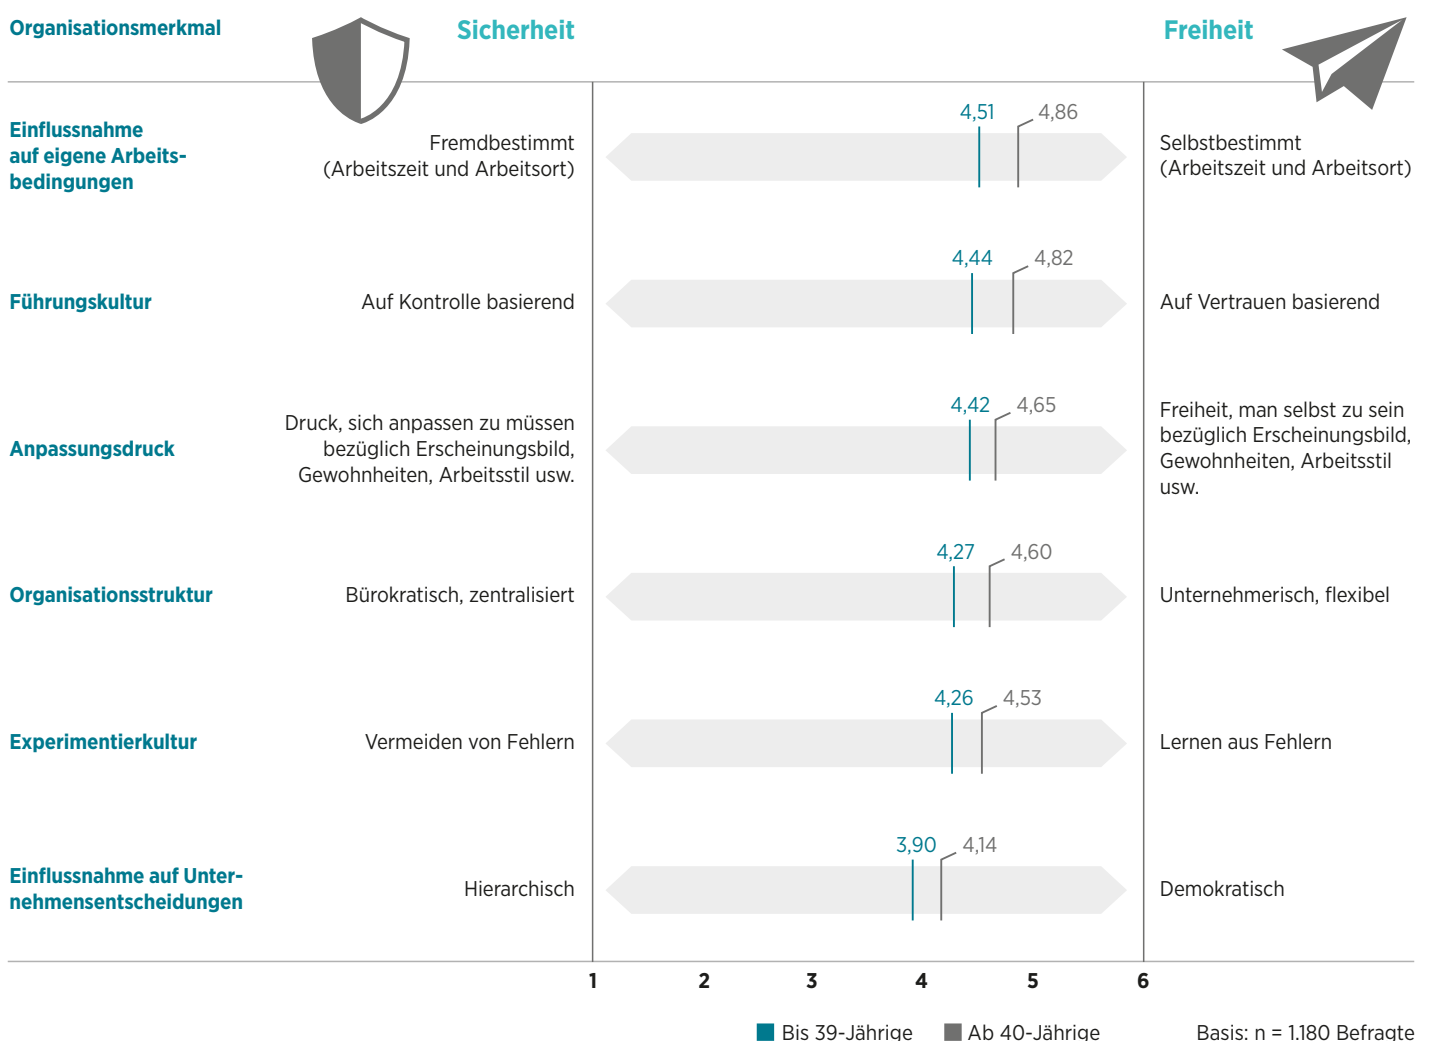 Organisationsmerkmal
Sicherheit
Freiheit
Einflussnahme
auf eigene Arbeits-
bedingungen
Fremdbestimmt
(Arbeitszeit und Arbeitsort)
4,51
4,86
Selbstbestimmt
(Arbeitszeit und Arbeitsort)
Führungskultur
Auf Kontrolle basierend
4,44
4,82
Auf Vertrauen basierend
Anpassungsdruck
Druck, sich anpassen zu müssen
bezüglich Erscheinungsbild,
Gewohnheiten, Arbeitsstil usw.
4,42
4,65
Freiheit, man selbst zu sein
bezüglich Erscheinungsbild,
Gewohnheiten, Arbeitsstil
usw.
Organisationsstruktur
Bürokratisch, zentralisiert
4,27
4,60
Unternehmerisch, flexibel
Experimentierkultur
Vermeiden von Fehlern
4,26
4,53
Lernen aus Fehlern
Einflussnahme auf Unter-
nehmensentscheidungen
Hierarchisch
3,90
4,14
Demokratisch
1 2 3 4 5 6
Bis 39-Jährige
Ab 40-Jährige
Basis: n = 1.180 Befragte